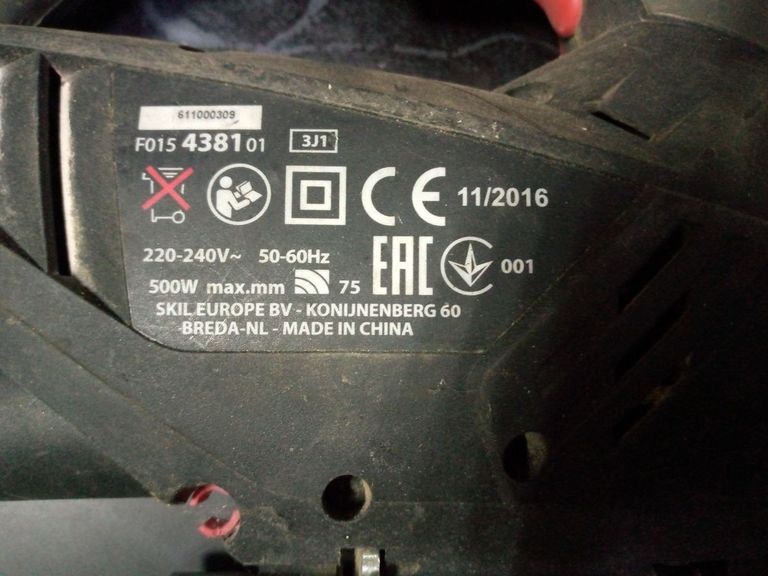 611000309
F015 4381 01 3J1
CE 11/2016
220-240V~ 50-60Hz EAC 001
500W max.mm 75
SKIL EUROPE BV - KONIJNENBERG 60
BREDA-NL - MADE IN CHINA